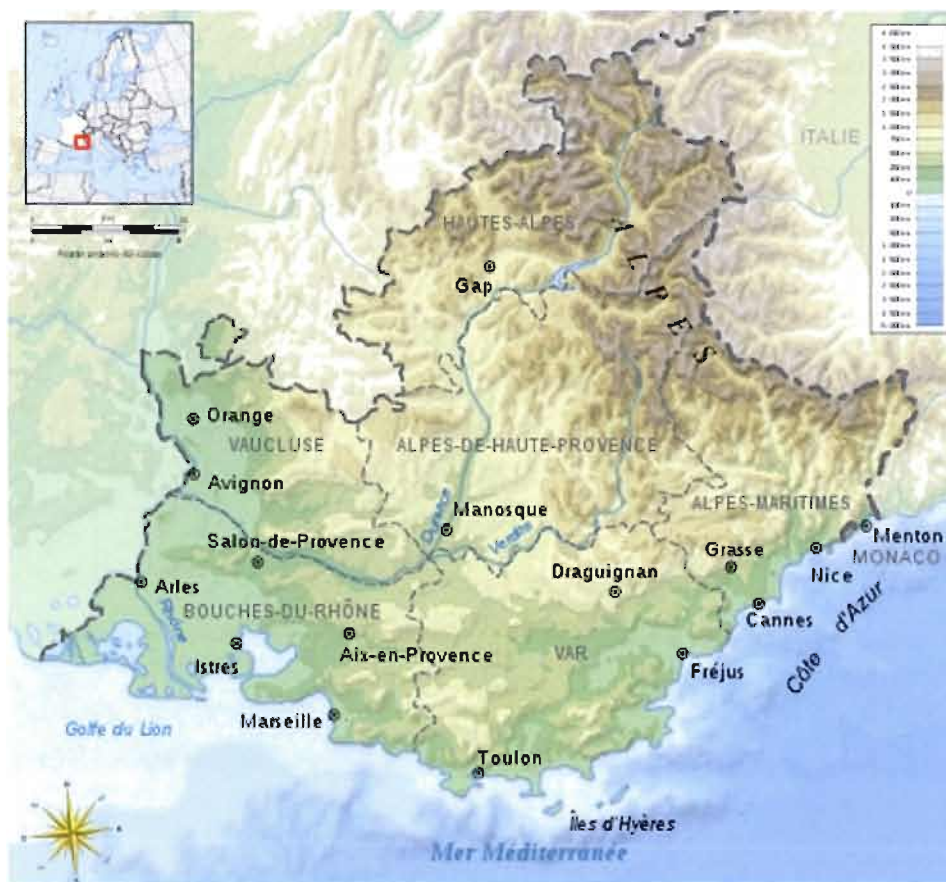 ITALIE
HAUTES-ALPES
Gap
ALPES
Orange
VAUCLUSE
ALPES-DE-HAUTE-PROVENCE
Avignon
Manosque
Durance
Verdon
ALPES-MARITIMES
Salon-de-Provence
Menton
MONACO
Grasse
Nice
Draguignan
Arles
BOUCHES-DU-RHÔNE
Rhône
Cannes
Côte d'Azur
Istres
Aix-en-Provence
VAR
Fréjus
Marseille
Golfe du Lion
Toulon
Îles d'Hyères
Mer Méditerranée